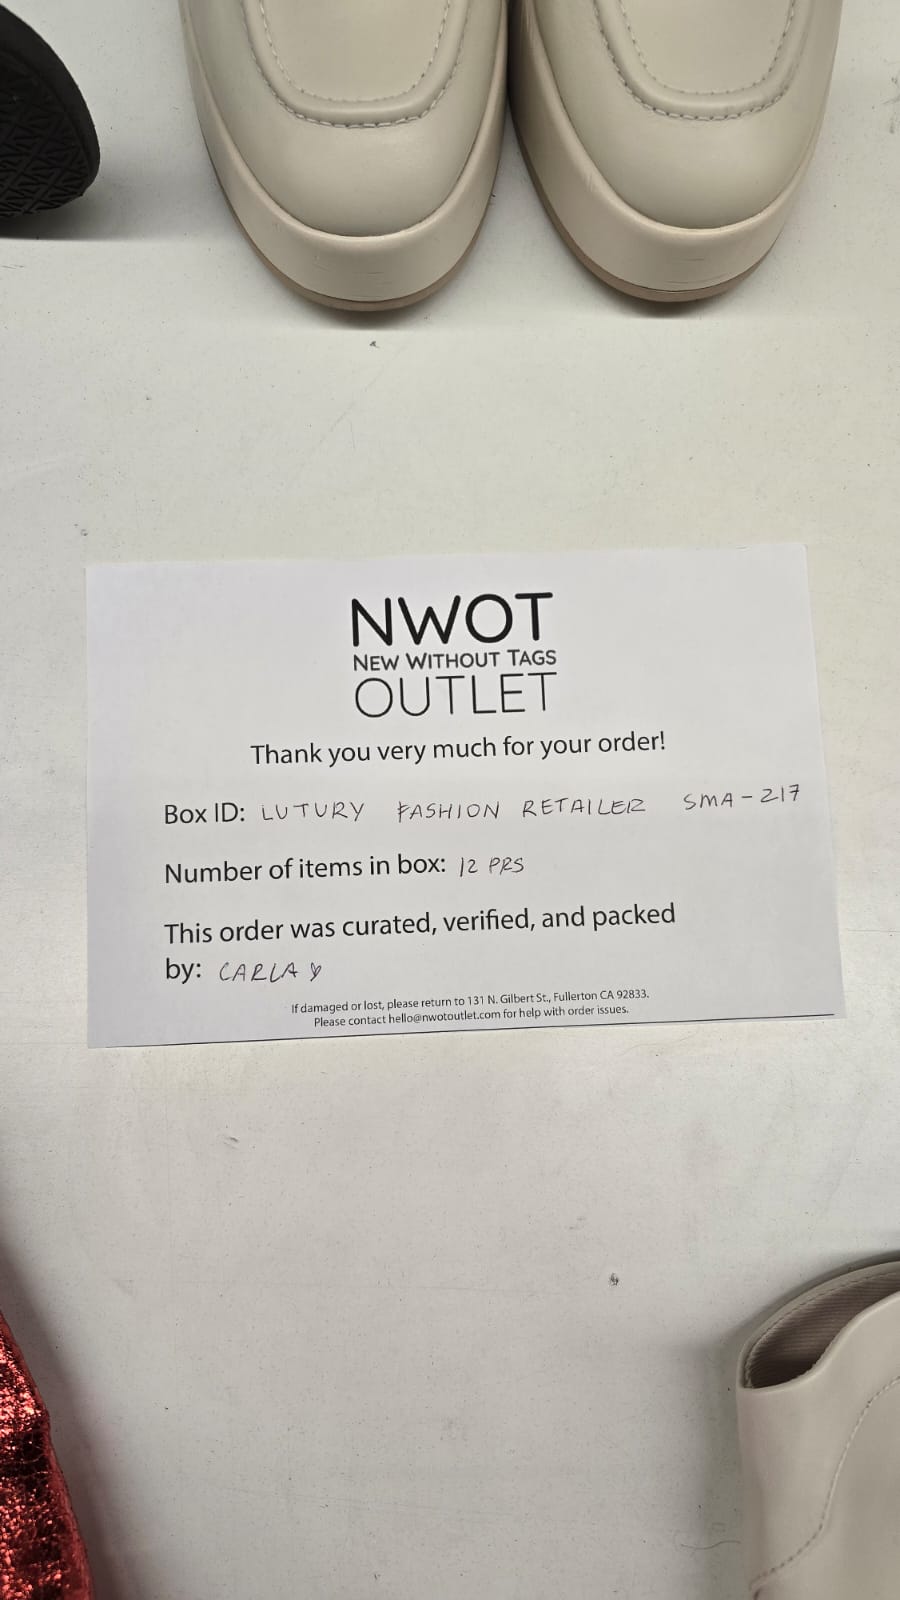 NWOT
NEW WITHOUT TAGS
OUTLET
Thank you very much for your order!
Box ID: LUTURY FASHION RETAILER SMA-217
Number of items in box: 12 PRS
This order was curated, verified, and packed
by: CARLA
If damaged or lost, please return to 131 N. Gilbert St., Fullerton CA 92833.
Please contact hello@nwotoutlet.com for help with order issues.